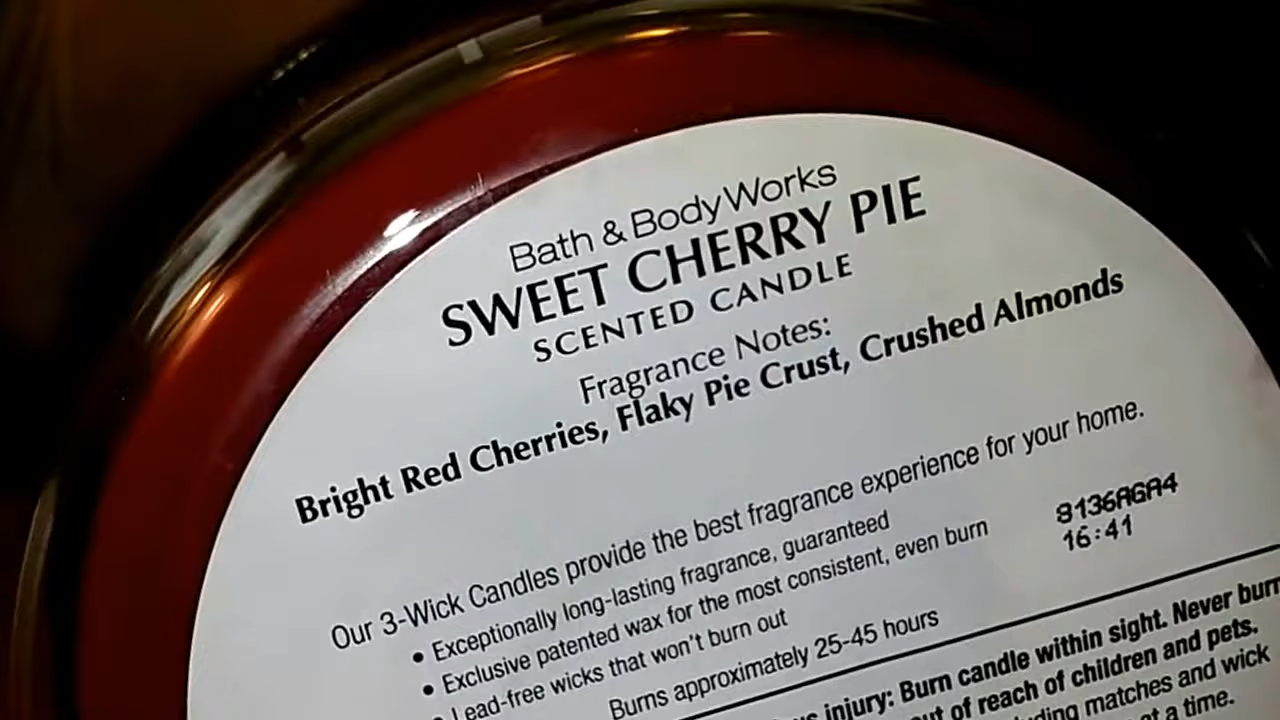 Bath & Body Works
SWEET CHERRY PIE
SCENTED CANDLE
Fragrance Notes:
Bright Red Cherries, Flaky Pie Crust, Crushed Almonds
Our 3-Wick Candles provide the best fragrance experience for your home.
• Exceptionally long-lasting fragrance, guaranteed
• Exclusive patented wax for the most consistent, even burn
• Lead-free wicks that won't burn out
8136AGA4
16:41
Burns approximately 25-45 hours
injury: Burn candle within sight. Never burn
out of reach of children and pets.
matches and wick
at a time.